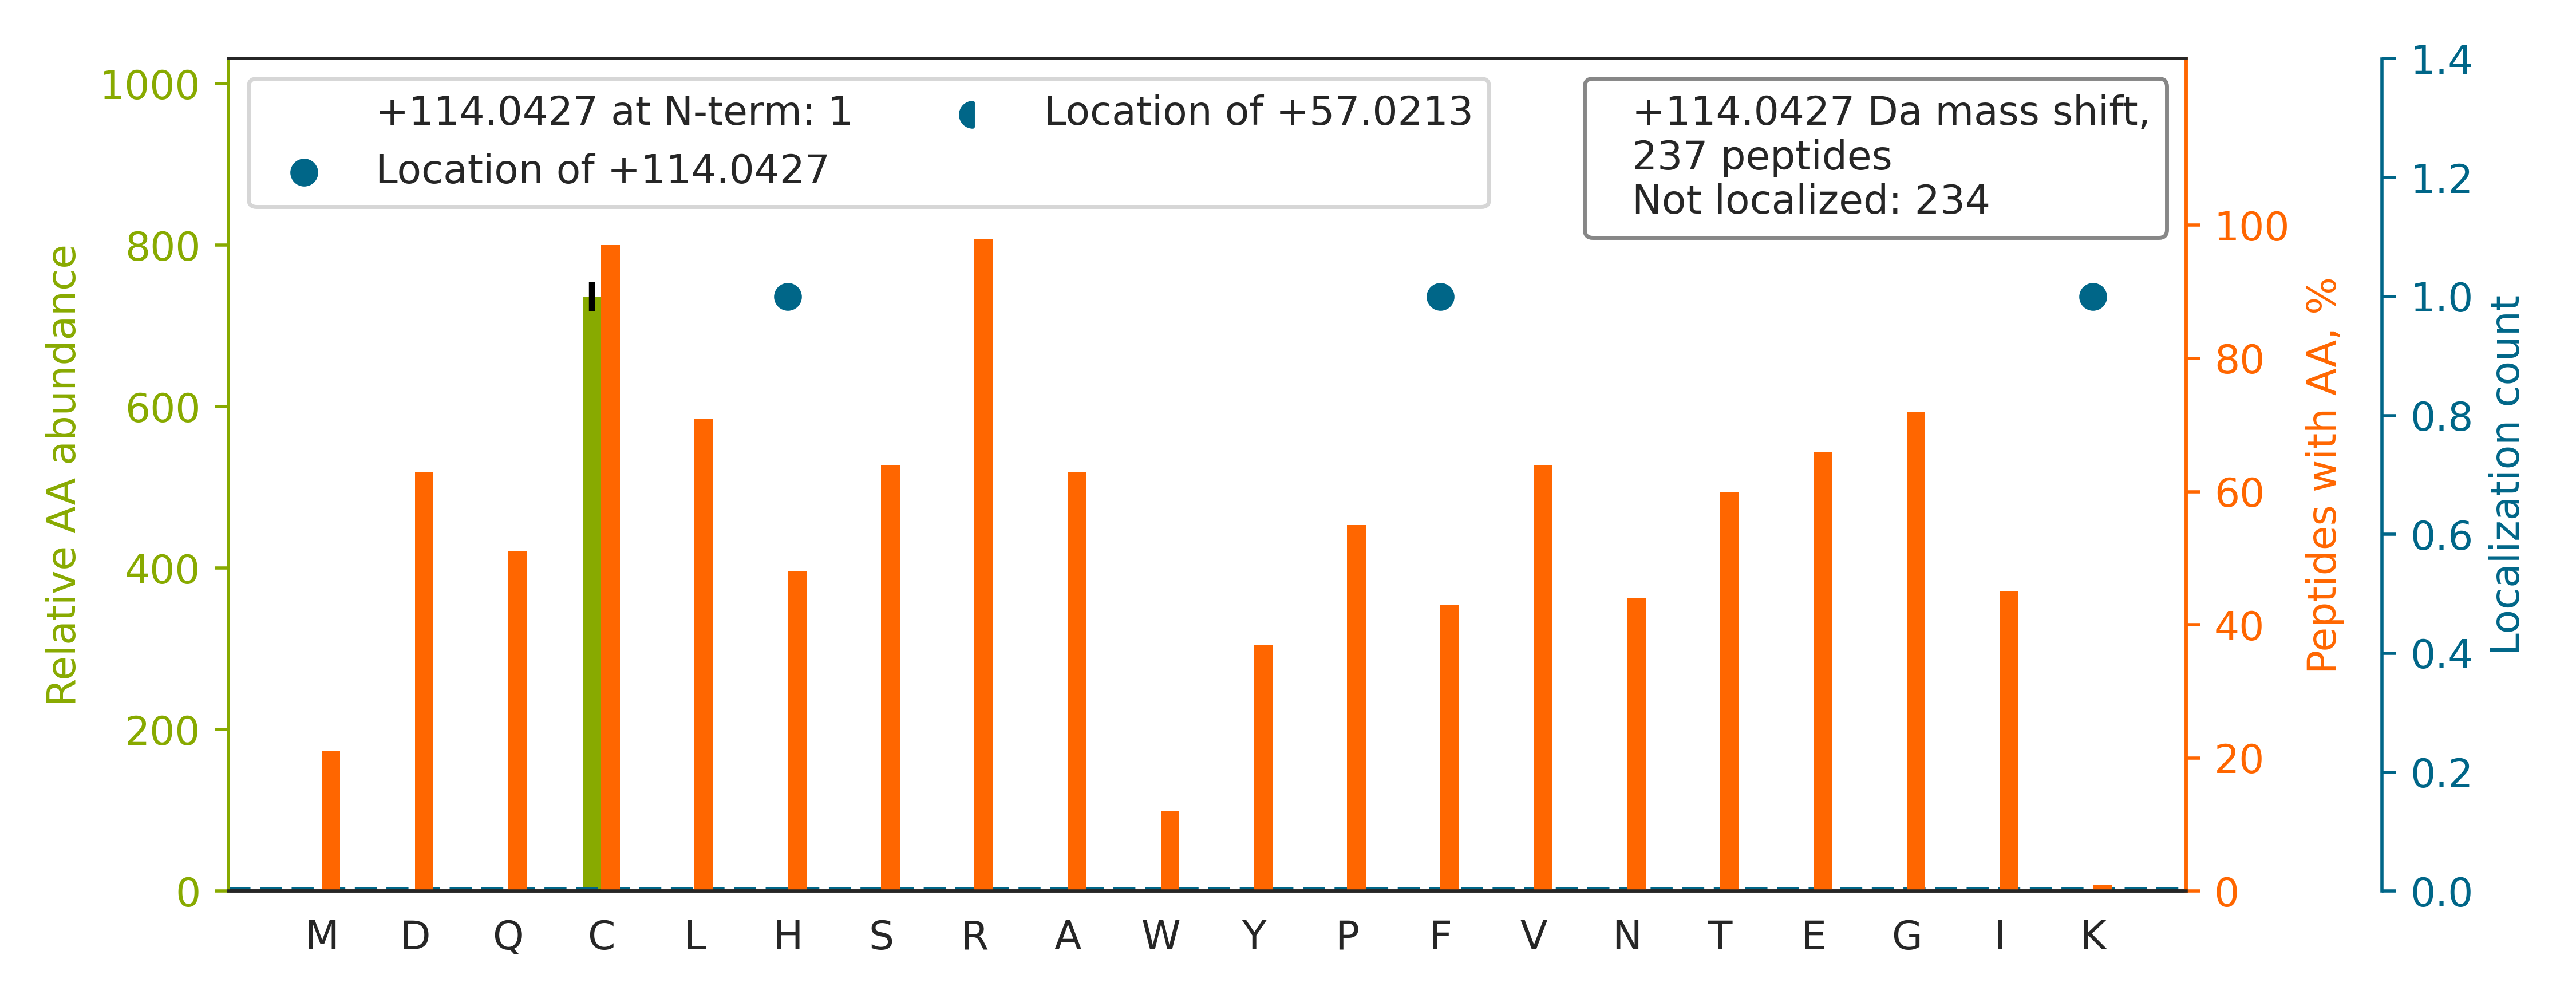 +114.0427 at N-term: 1
Location of +114.0427
Location of +57.0213
+114.0427 Da mass shift,
237 peptides
Not localized: 234
Relative AA abundance
1000
800
600
400
200
0
M D Q C L H S R A W Y P F V N T E G I K
100
80
60
40
20
0
Peptides with AA, %
1.4
1.2
1.0
0.8
0.6
0.4
0.2
0.0
Localization count